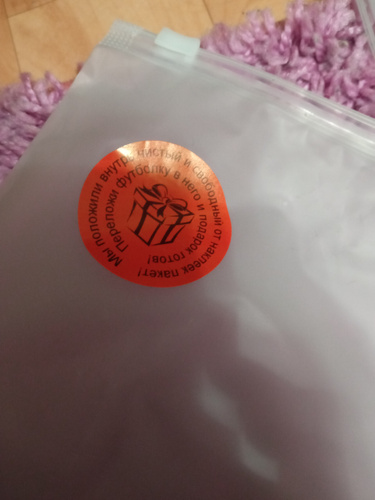 Мы положили внутрь чистый и свободный от наклеек пакет!
Переложи футболку в него и подарок готов!